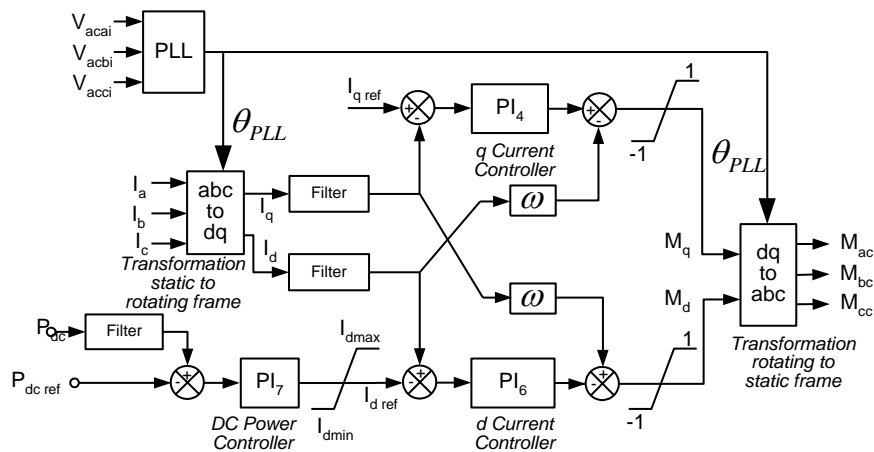 V_acai
V_acbi
V_acci
PLL
θ_PLL
I_a
I_b
I_c
abc
to
dq
Transformation
static to
rotating frame
I_q
I_d
Filter
Filter
I_q ref
+
-
PI_4
q Current
Controller
+
-
1
-1
ω
ω
θ_PLL
M_q
M_d
dq
to
abc
M_ac
M_bc
M_cc
Transformation
rotating to
static frame
P_dc
Filter
P_dc ref
+
-
PI_7
DC Power
Controller
I_dmax
I_dmin
I_d ref
+
-
PI_6
d Current
Controller
+
-
1
-1